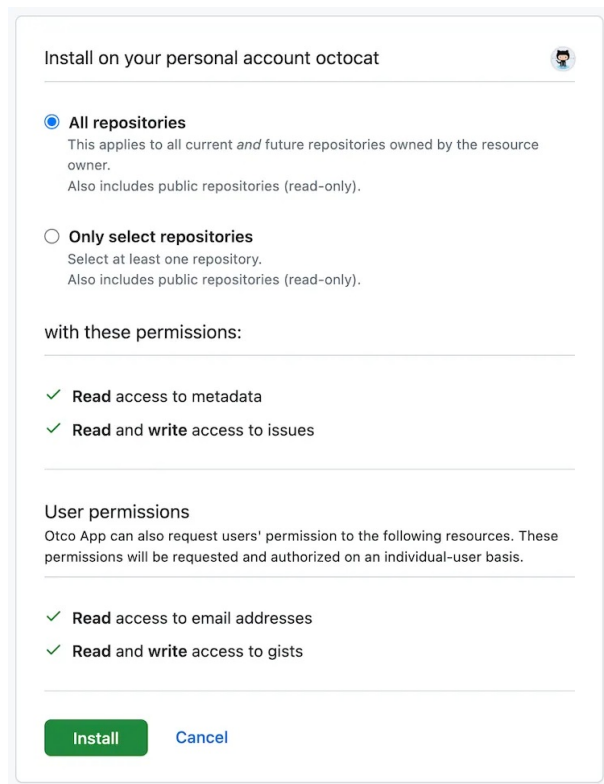 Install on your personal account octocat
All repositories
This applies to all current and future repositories owned by the resource
owner.
Also includes public repositories (read-only).
Only select repositories
Select at least one repository.
Also includes public repositories (read-only).
with these permissions:
Read access to metadata
Read and write access to issues
User permissions
Otco App can also request users' permission to the following resources. These
permissions will be requested and authorized on an individual-user basis.
Read access to email addresses
Read and write access to gists
Install Cancel